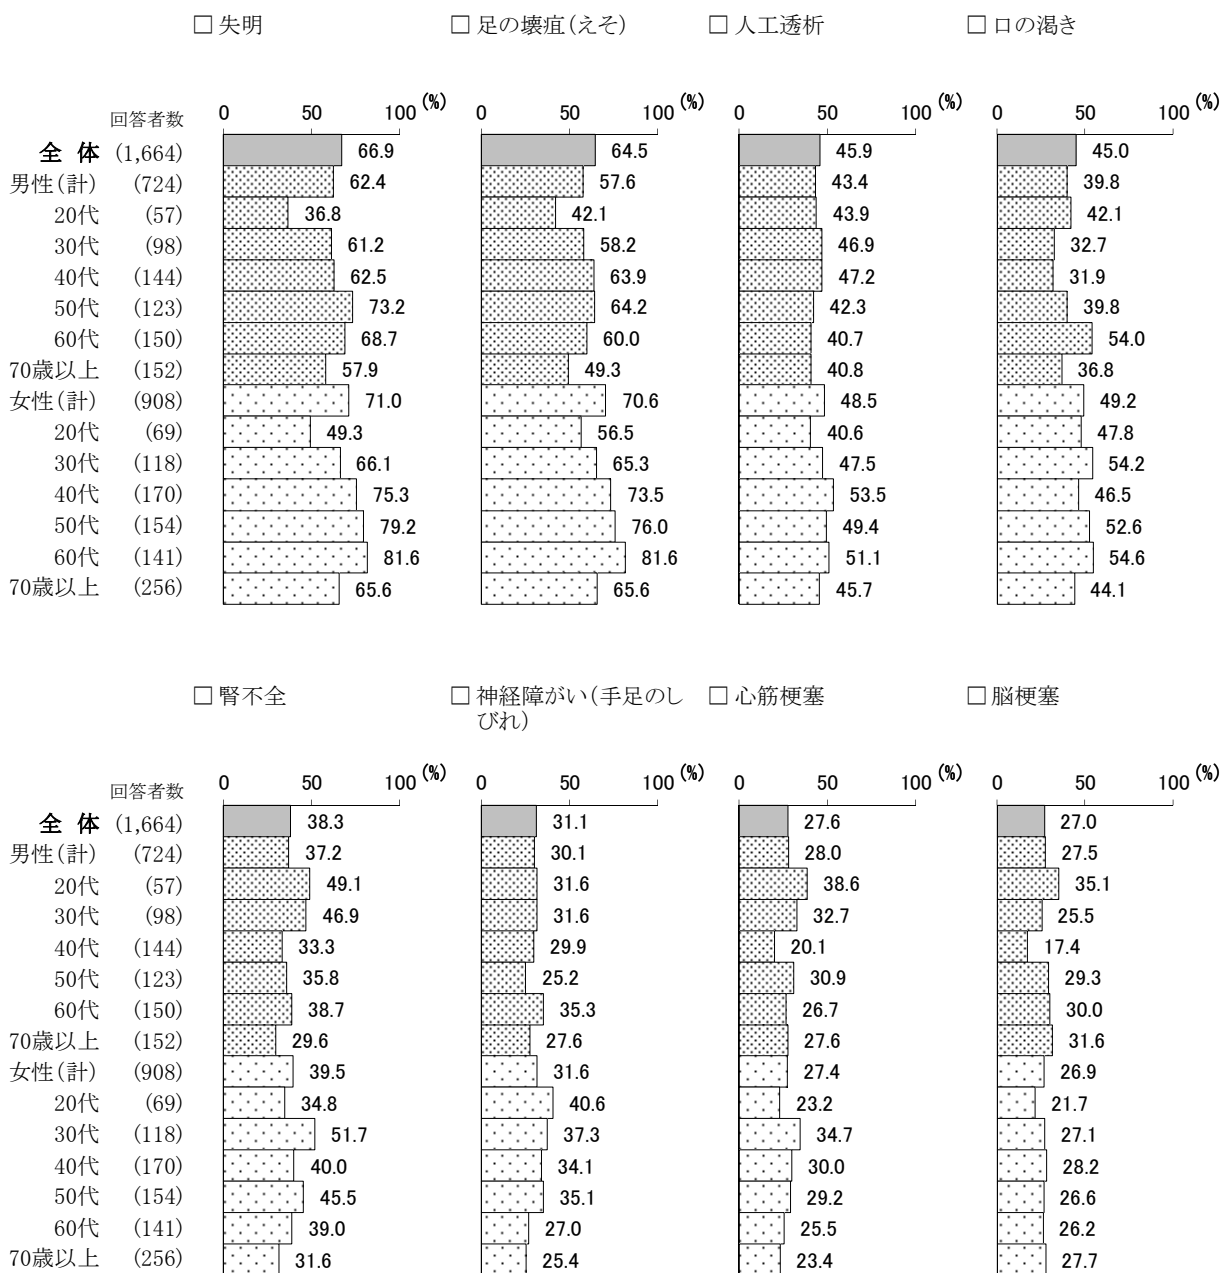 □ 失明 □ 足の壊疽（えそ） □ 人工透析 □ 口の渇き
0 50 100 (%) 0 50 100 (%) 0 50 100 (%) 0 50 100 (%)
回答者数
全 体 (1,664) 66.9 64.5 45.9 45.0
男性（計） (724) 62.4 57.6 43.4 39.8
20代 (57) 36.8 42.1 43.9 42.1
30代 (98) 61.2 58.2 46.9 32.7
40代 (144) 62.5 63.9 47.2 31.9
50代 (123) 73.2 64.2 42.3 39.8
60代 (150) 68.7 60.0 40.7 54.0
70歳以上 (152) 57.9 49.3 40.8 36.8
女性（計） (908) 71.0 70.6 48.5 49.2
20代 (69) 49.3 56.5 40.6 47.8
30代 (118) 66.1 65.3 47.5 54.2
40代 (170) 75.3 73.5 53.5 46.5
50代 (154) 79.2 76.0 49.4 52.6
60代 (141) 81.6 81.6 51.1 54.6
70歳以上 (256) 65.6 65.6 45.7 44.1
□ 腎不全 □ 神経障がい（手足のし □ 心筋梗塞 □ 脳梗塞
びれ）
0 50 100 (%) 0 50 100 (%) 0 50 100 (%) 0 50 100 (%)
回答者数
全 体 (1,664) 38.3 31.1 27.6 27.0
男性（計） (724) 37.2 30.1 28.0 27.5
20代 (57) 49.1 31.6 38.6 35.1
30代 (98) 46.9 31.6 32.7 25.5
40代 (144) 33.3 29.9 20.1 17.4
50代 (123) 35.8 25.2 30.9 29.3
60代 (150) 38.7 35.3 26.7 30.0
70歳以上 (152) 29.6 27.6 27.6 31.6
女性（計） (908) 39.5 31.6 27.4 26.9
20代 (69) 34.8 40.6 23.2 21.7
30代 (118) 51.7 37.3 34.7 27.1
40代 (170) 40.0 34.1 30.0 28.2
50代 (154) 45.5 35.1 29.2 26.6
60代 (141) 39.0 27.0 25.5 26.2
70歳以上 (256) 31.6 25.4 23.4 27.7